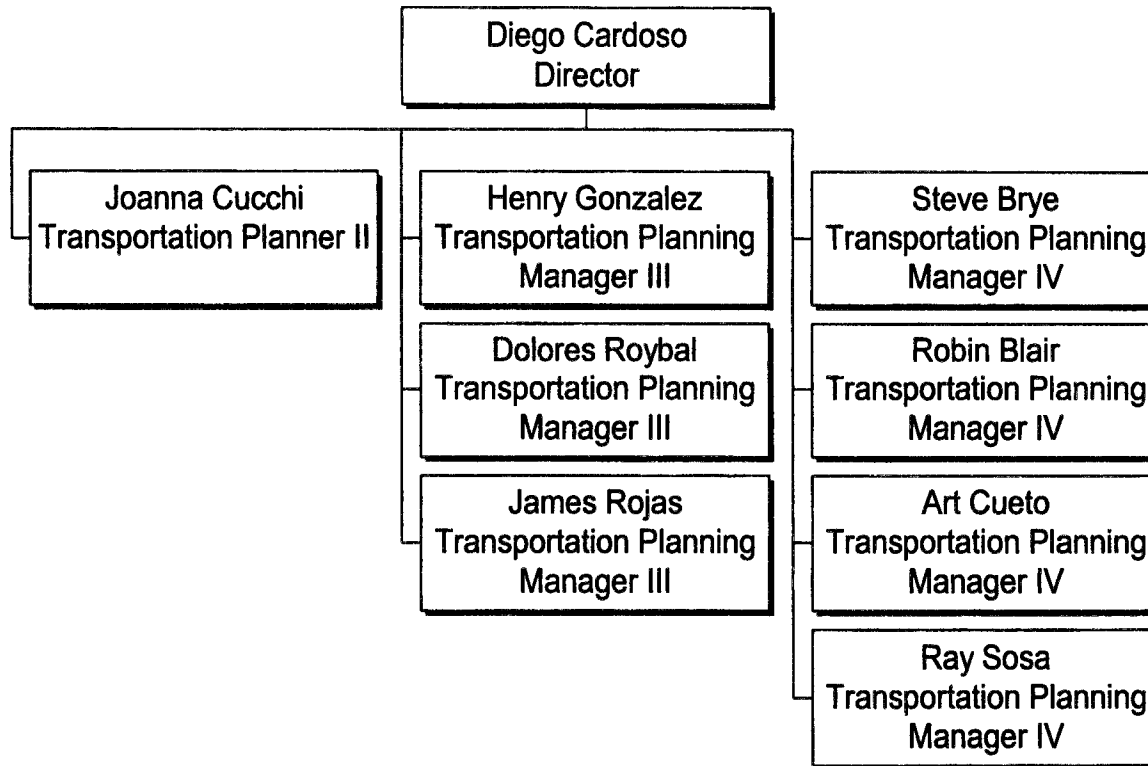 Diego Cardoso
Director
Joanna Cucchi
Transportation Planner II
Henry Gonzalez
Transportation Planning
Manager III
Dolores Roybal
Transportation Planning
Manager III
James Rojas
Transportation Planning
Manager III
Steve Brye
Transportation Planning
Manager IV
Robin Blair
Transportation Planning
Manager IV
Art Cueto
Transportation Planning
Manager IV
Ray Sosa
Transportation Planning
Manager IV